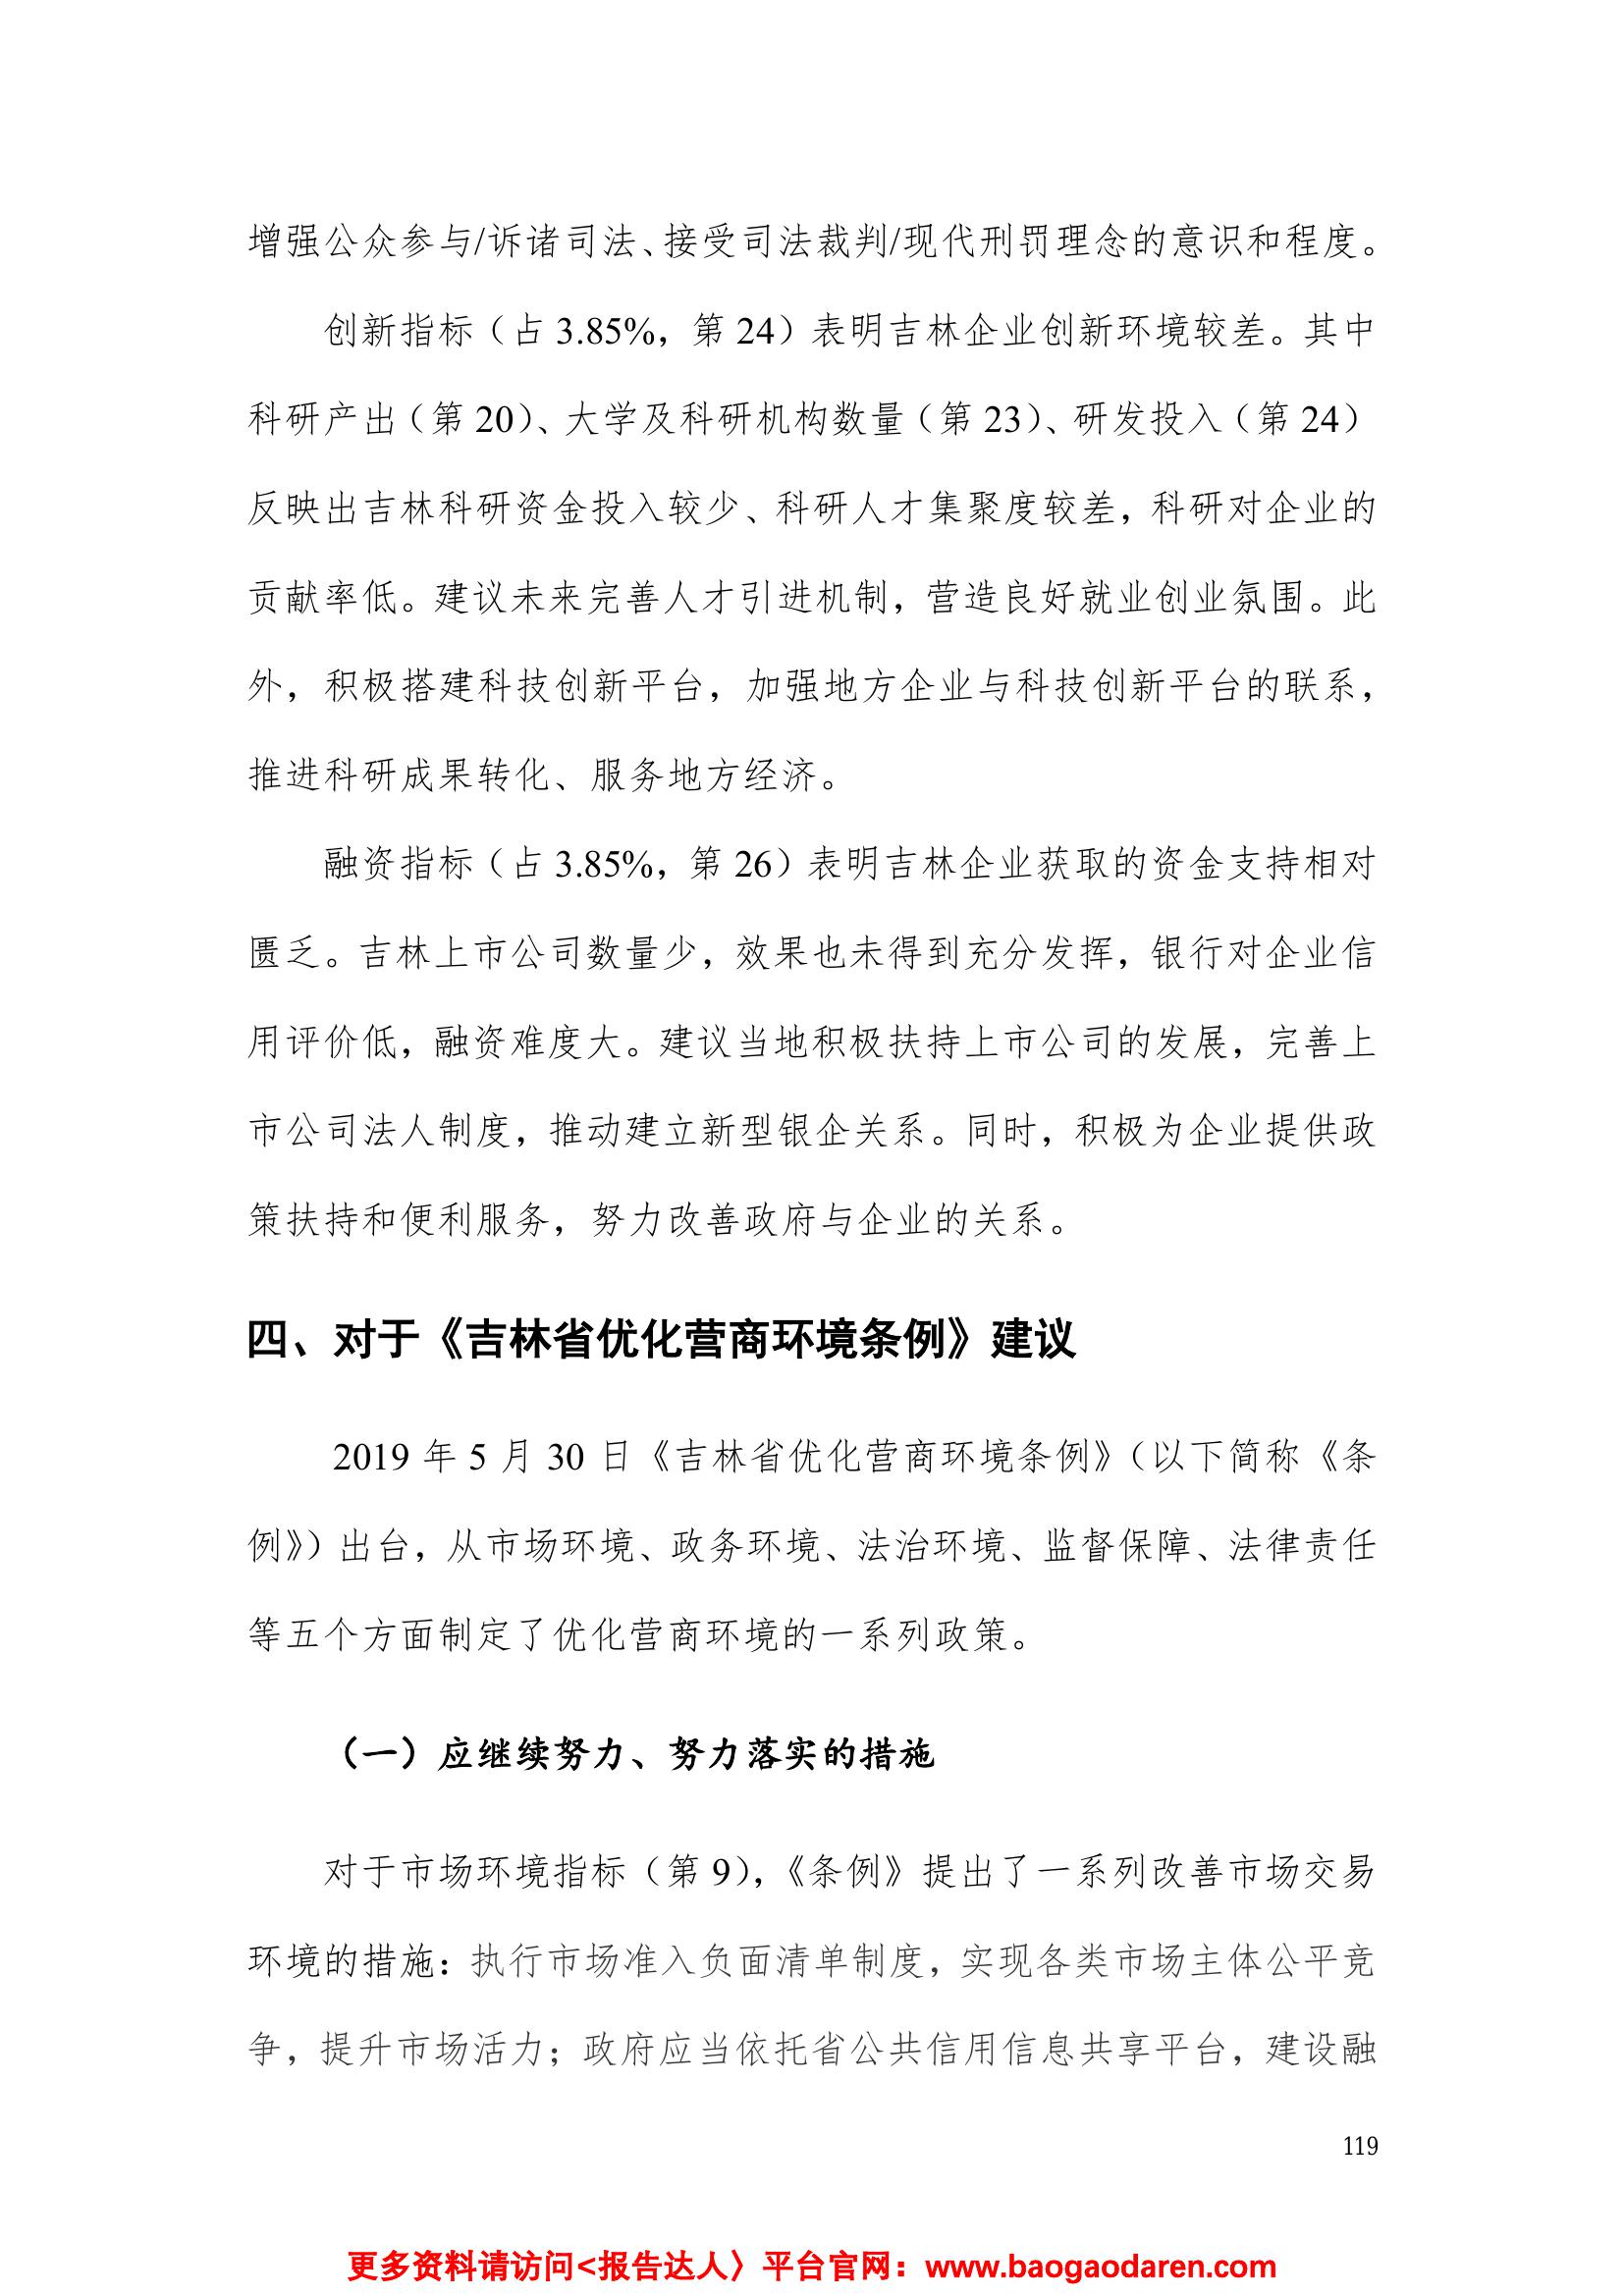 增强公众参与/诉诸司法、接受司法裁判/现代刑罚理念的意识和程度。
创新指标（占 3.85%，第 24）表明吉林企业创新环境较差。其中
科研产出（第 20）、大学及科研机构数量（第 23）、研发投入（第 24）
反映出吉林科研资金投入较少、科研人才集聚度较差，科研对企业的
贡献率低。建议未来完善人才引进机制，营造良好就业创业氛围。此
外，积极搭建科技创新平台，加强地方企业与科技创新平台的联系，
推进科研成果转化、服务地方经济。
融资指标（占 3.85%，第 26）表明吉林企业获取的资金支持相对
匮乏。吉林上市公司数量少，效果也未得到充分发挥，银行对企业信
用评价低，融资难度大。建议当地积极扶持上市公司的发展，完善上
市公司法人制度，推动建立新型银企关系。同时，积极为企业提供政
策扶持和便利服务，努力改善政府与企业的关系。
四、对于《吉林省优化营商环境条例》建议
2019 年 5 月 30 日《吉林省优化营商环境条例》（以下简称《条
例》）出台，从市场环境、政务环境、法治环境、监督保障、法律责任
等五个方面制定了优化营商环境的一系列政策。
（一）应继续努力、努力落实的措施
对于市场环境指标（第 9），《条例》提出了一系列改善市场交易
环境的措施：执行市场准入负面清单制度，实现各类市场主体公平竞
争，提升市场活力；政府应当依托省公共信用信息共享平台，建设融
119
更多资料请访问<报告达人〉平台官网：www.baogaodaren.com